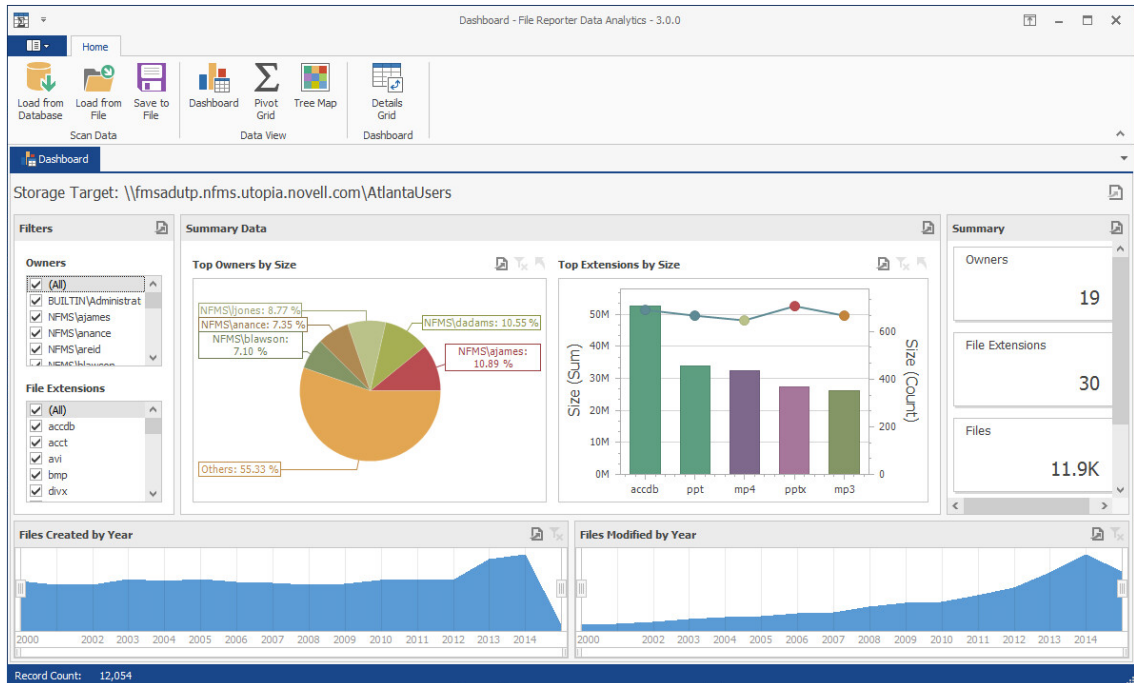 Dashboard - File Reporter Data Analytics - 3.0.0
Home
Load from Database
Load from File
Save to File
Scan Data
Dashboard
Pivot Grid
Tree Map
Data View
Details Grid
Dashboard
Dashboard
Storage Target: \\fmsadutp.nfms.utopia.novell.com\AtlantaUsers
Filters
Owners
(All)
BUILTIN\Administrat
NFMS\ajames
NFMS\anance
NFMS\areid
NFMS\blawson
File Extensions
(All)
accdb
acct
avi
bmp
divx
Summary Data
Top Owners by Size
NFMS\jones: 8.77 %
NFMS\anance: 7.35 %
NFMS\blawson:
7.10 %
NFMS\dadams: 10.55 %
NFMS\ajames:
10.89 %
Others: 55.33 %
Top Extensions by Size
Size (Sum)
50M
40M
30M
20M
10M
0M
Size (Count)
600
400
200
0
accdb ppt mp4 pptx mp3
Summary
Owners
19
File Extensions
30
Files
11.9K
Files Created by Year
2000 2002 2003 2004 2005 2006 2007 2008 2009 2010 2011 2012 2013 2014
Files Modified by Year
2000 2002 2003 2004 2005 2006 2007 2008 2009 2010 2011 2012 2013 2014
Record Count: 12,054